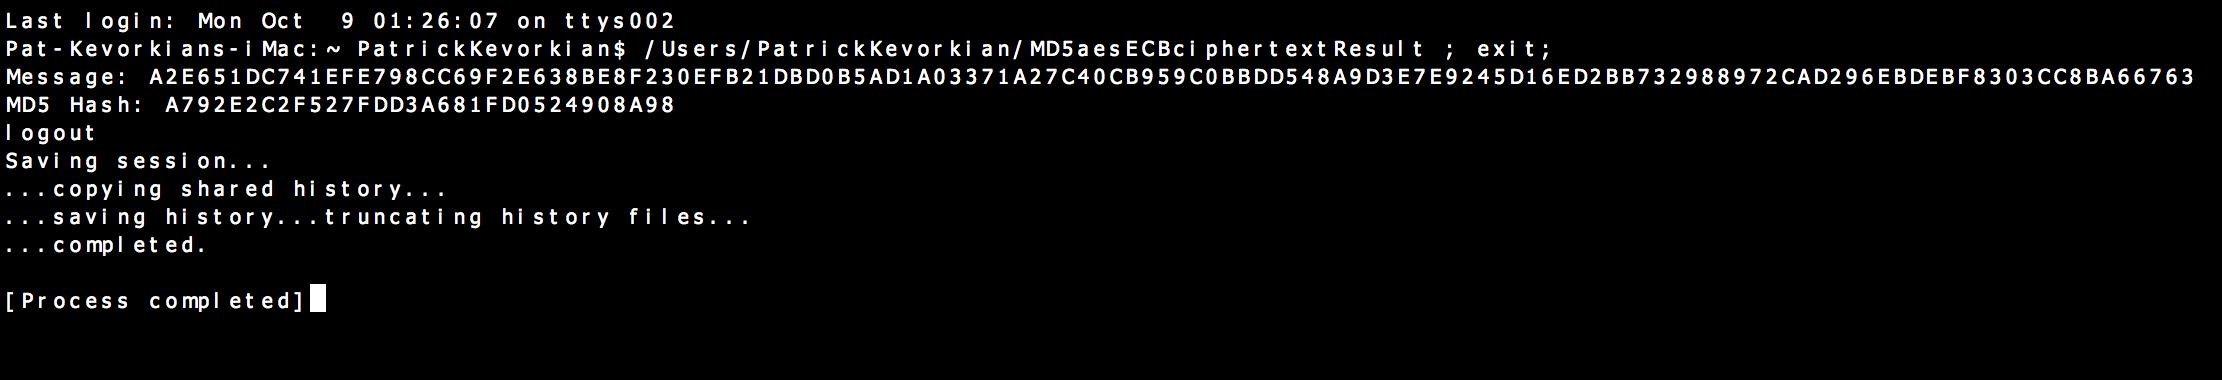 Last login: Mon Oct  9 01:26:07 on ttys002
Pat-Kevorkians-iMac:~ PatrickKevorkian$ /Users/PatrickKevorkian/MD5aesECBciphertextResult ; exit;
Message: A2E651DC741EFE798CC69F2E638BE8F230EFB21DBD0B5AD1A03371A27C40CB959C0BBDD548A9D3E7E9245D16ED2BB732988972CAD296EBDEBF8303CC8BA66763
MD5 Hash: A792E2C2F527FDD3A681FD0524908A98
logout
Saving session...
...copying shared history...
...saving history...truncating history files...
...completed.
[Process completed]